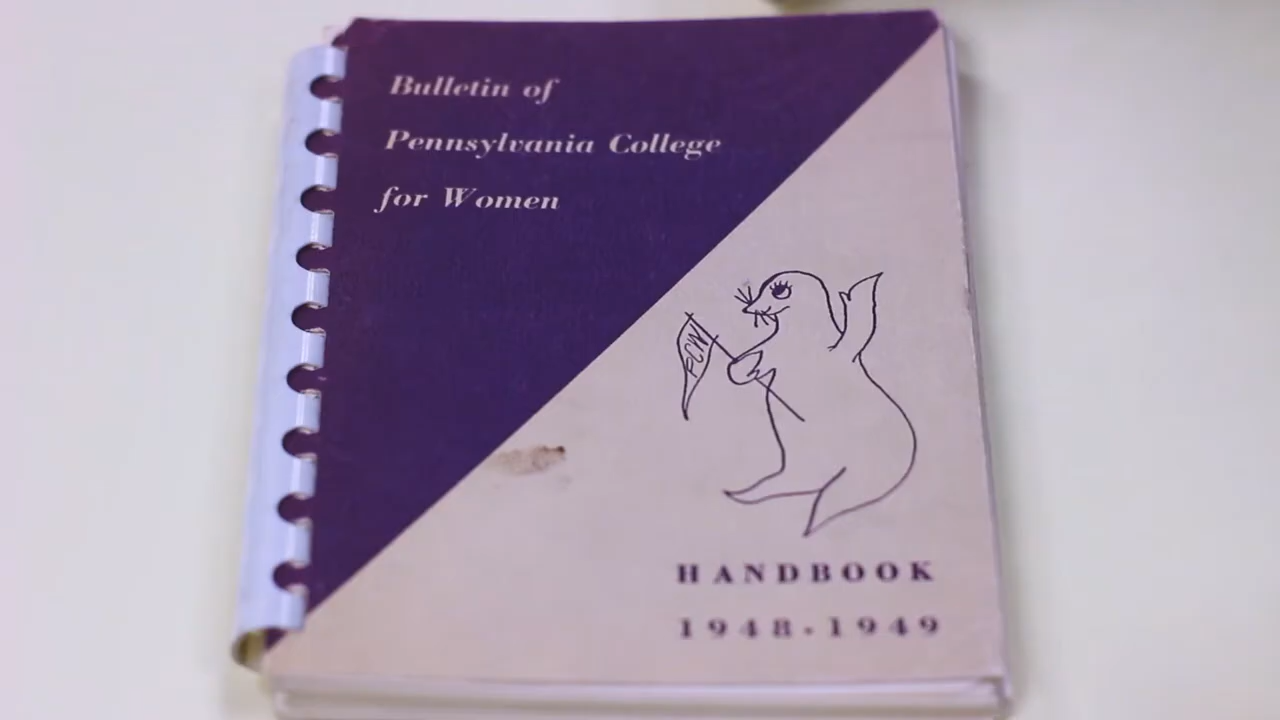 Bulletin of
Pennsylvania College
for Women
PCW
HANDBOOK
1948-1949